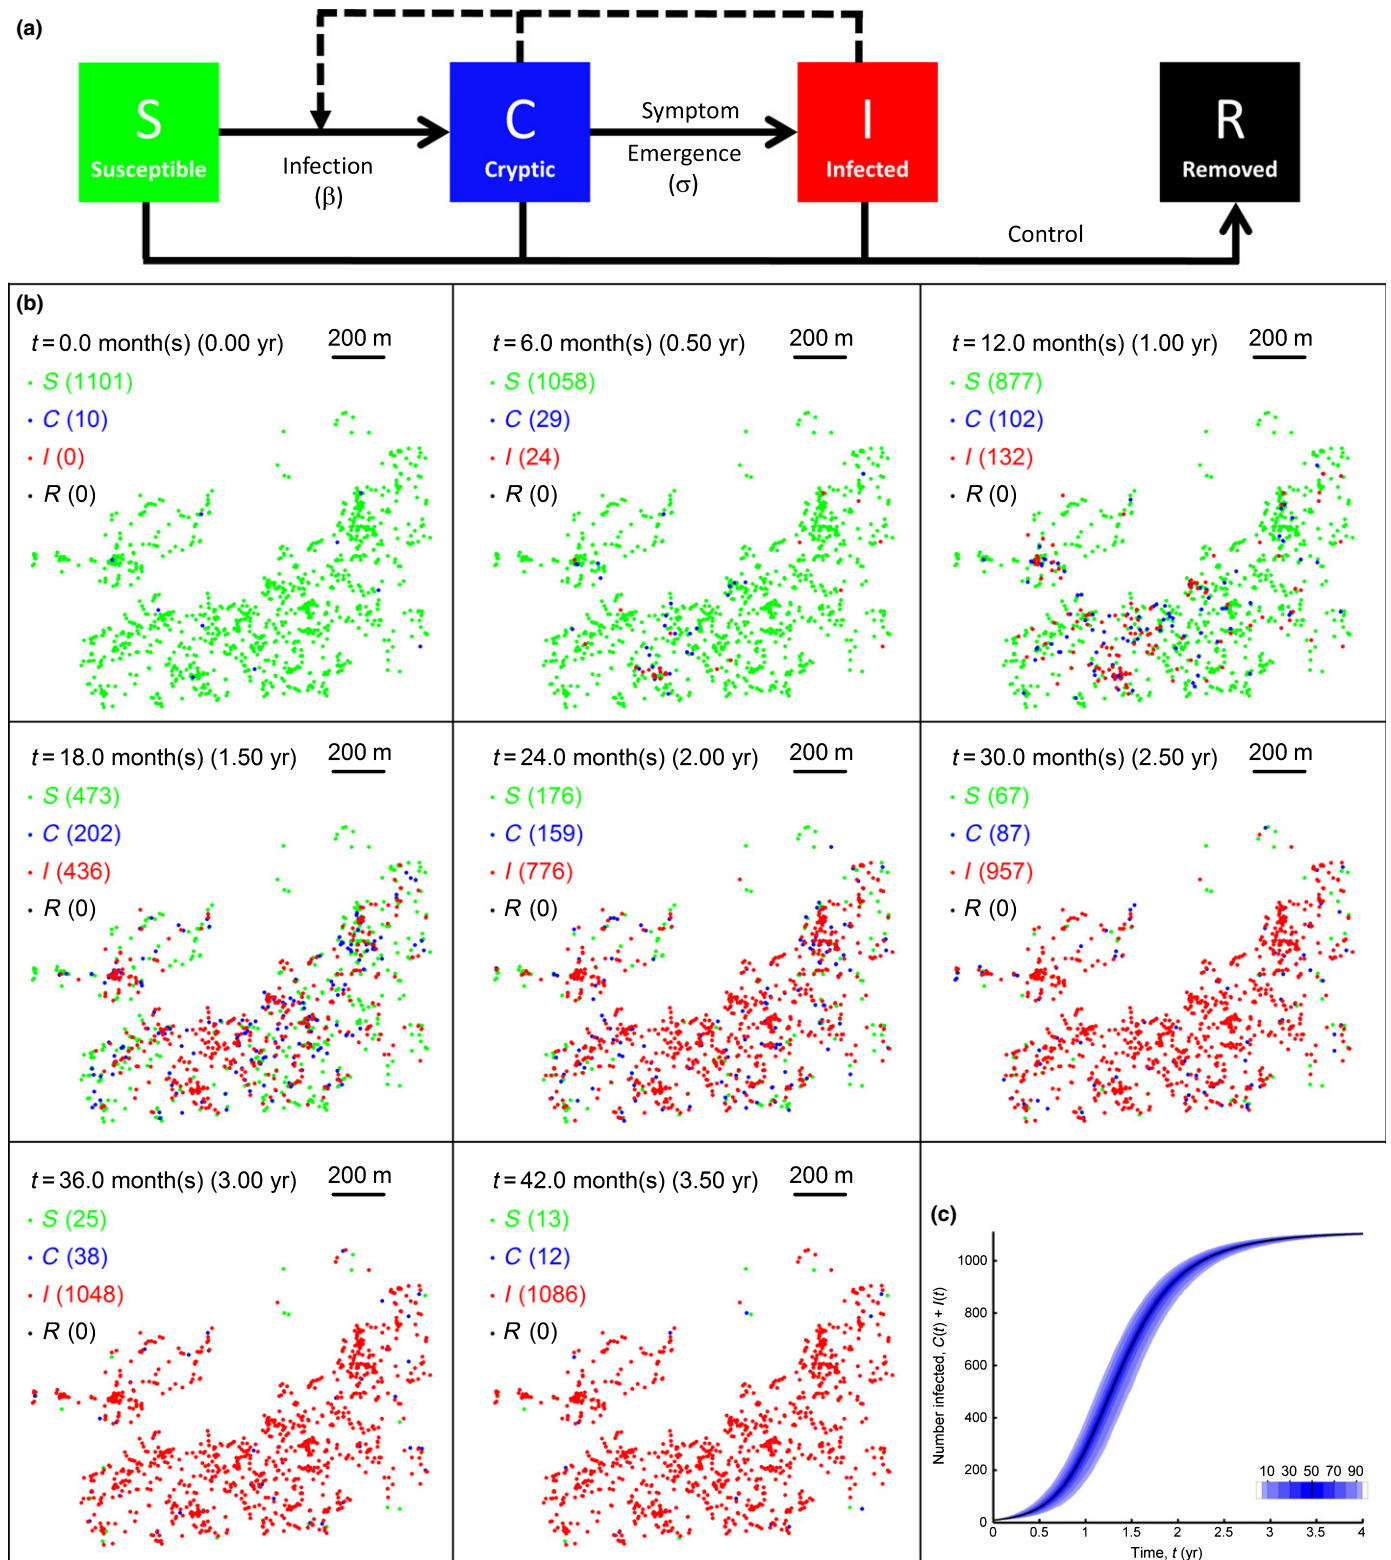 (a)
S
Susceptible
Infection
(β)
C
Cryptic
Symptom
Emergence
(σ)
I
Infected
R
Removed
Control
(b)
t = 0.0 month(s) (0.00 yr)
200 m
S (1101)
C (10)
I (0)
R (0)
t = 6.0 month(s) (0.50 yr)
200 m
S (1058)
C (29)
I (24)
R (0)
t = 12.0 month(s) (1.00 yr)
200 m
S (877)
C (102)
I (132)
R (0)
t = 18.0 month(s) (1.50 yr)
200 m
S (473)
C (202)
I (436)
R (0)
t = 24.0 month(s) (2.00 yr)
200 m
S (176)
C (159)
I (776)
R (0)
t = 30.0 month(s) (2.50 yr)
200 m
S (67)
C (87)
I (957)
R (0)
t = 36.0 month(s) (3.00 yr)
200 m
S (25)
C (38)
I (1048)
R (0)
t = 42.0 month(s) (3.50 yr)
200 m
S (13)
C (12)
I (1086)
R (0)
(c)
Number infected, C(t) + I(t)
1000
800
600
400
200
0
10 30 50 70 90
0 0.5 1 1.5 2 2.5 3 3.5 4
Time, t (yr)